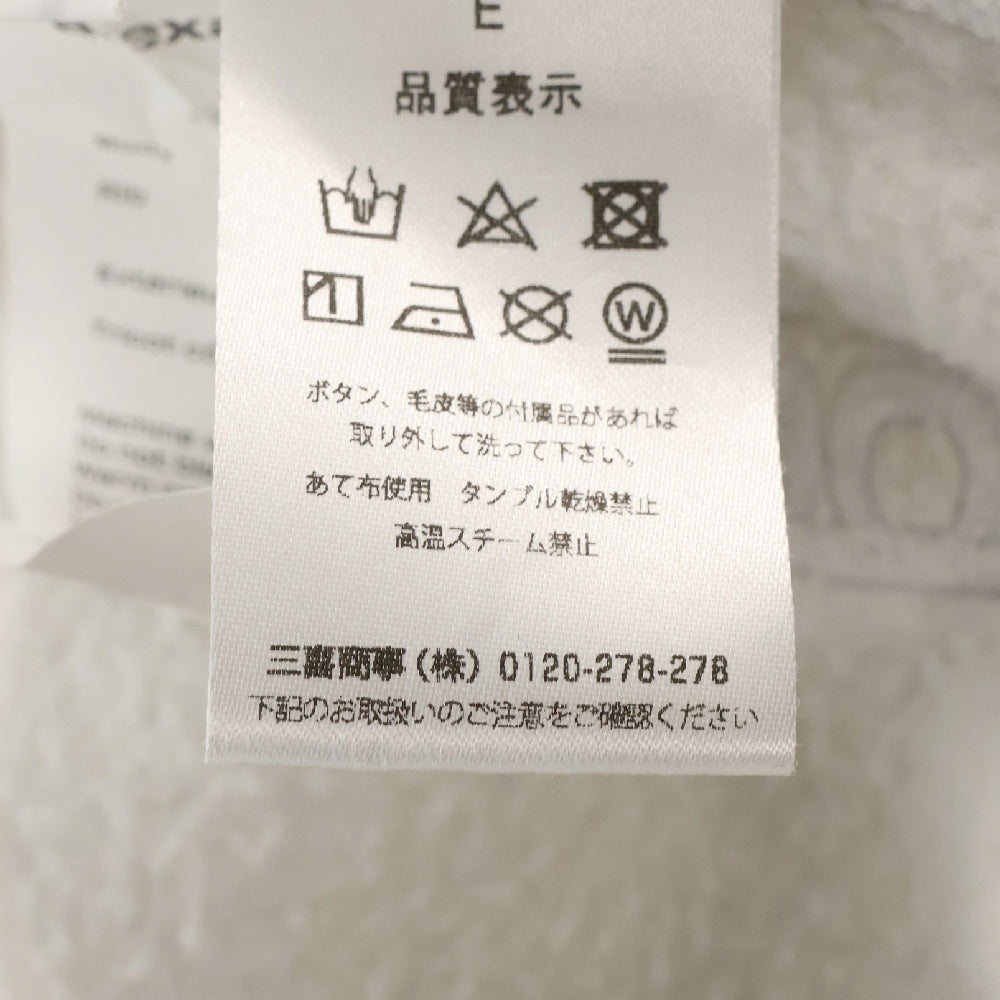 E
品質表示
W
ボタン、毛皮等の付属品があれば
取り外して洗って下さい。
あて布使用　タンブル乾燥禁止
高温スチーム禁止
三喜商事（株）0120-278-278
下記のお取扱いのご注意をご確認ください